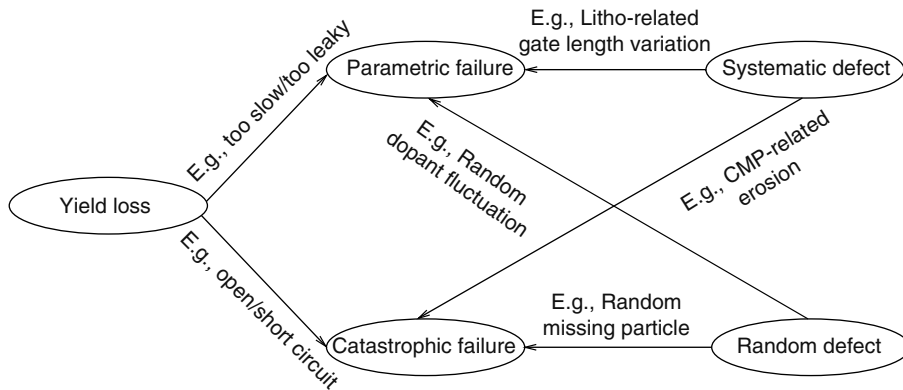 E.g., Litho-related
gate length variation
Parametric failure
Systematic defect
E.g., too slow/too leaky
E.g., Random
dopant fluctuation
E.g., CMP-related
erosion
Yield loss
E.g., open/short circuit
E.g., Random
missing particle
Catastrophic failure
Random defect